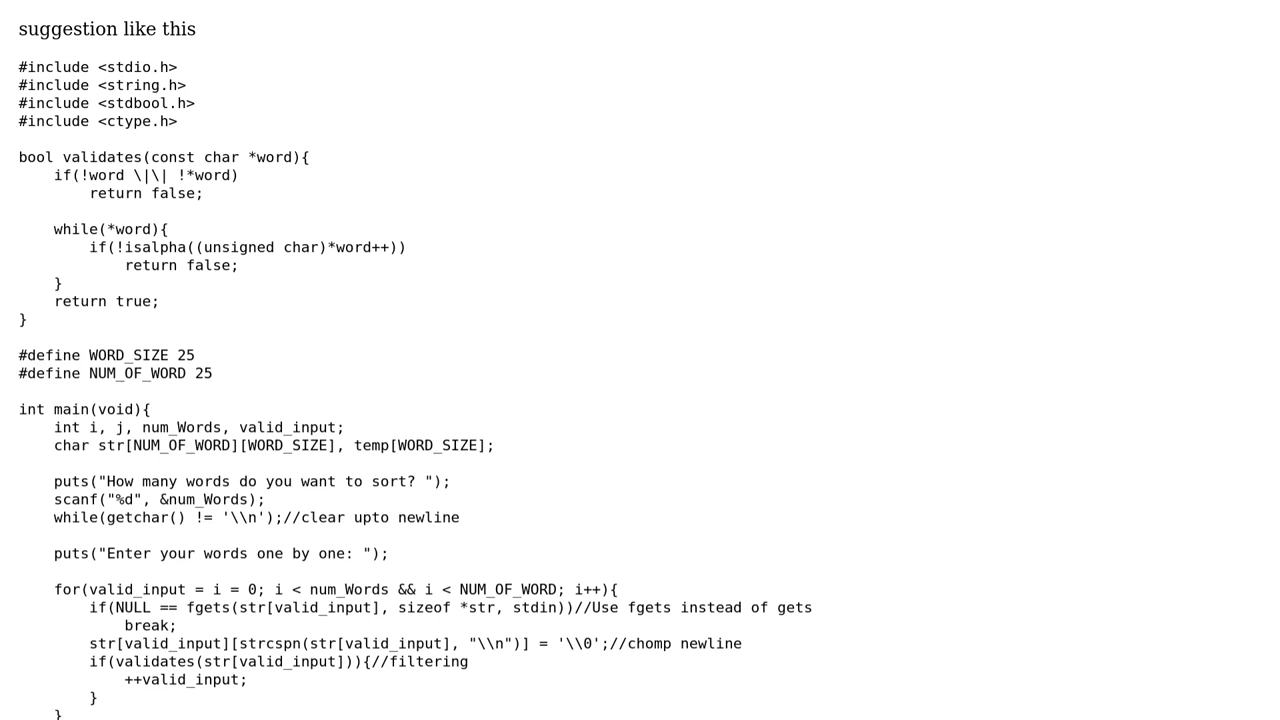 suggestion like this
#include <stdio.h>
#include <string.h>
#include <stdbool.h>
#include <ctype.h>
bool validates(const char *word){
    if(!word \|\| !*word)
        return false;
    while(*word){
        if(!isalpha((unsigned char)*word++))
            return false;
    }
    return true;
}
#define WORD_SIZE 25
#define NUM_OF_WORD 25
int main(void){
    int i, j, num_Words, valid_input;
    char str[NUM_OF_WORD][WORD_SIZE], temp[WORD_SIZE];
    puts("How many words do you want to sort? ");
    scanf("%d", &num_Words);
    while(getchar() != '\\n');//clear upto newline
    puts("Enter your words one by one: ");
    for(valid_input = i = 0; i < num_Words && i < NUM_OF_WORD; i++){
        if(NULL == fgets(str[valid_input], sizeof *str, stdin))//Use fgets instead of gets
            break;
        str[valid_input][strcspn(str[valid_input], "\\n")] = '\\0';//chomp newline
        if(validates(str[valid_input])){//filtering
            ++valid_input;
        }
    }